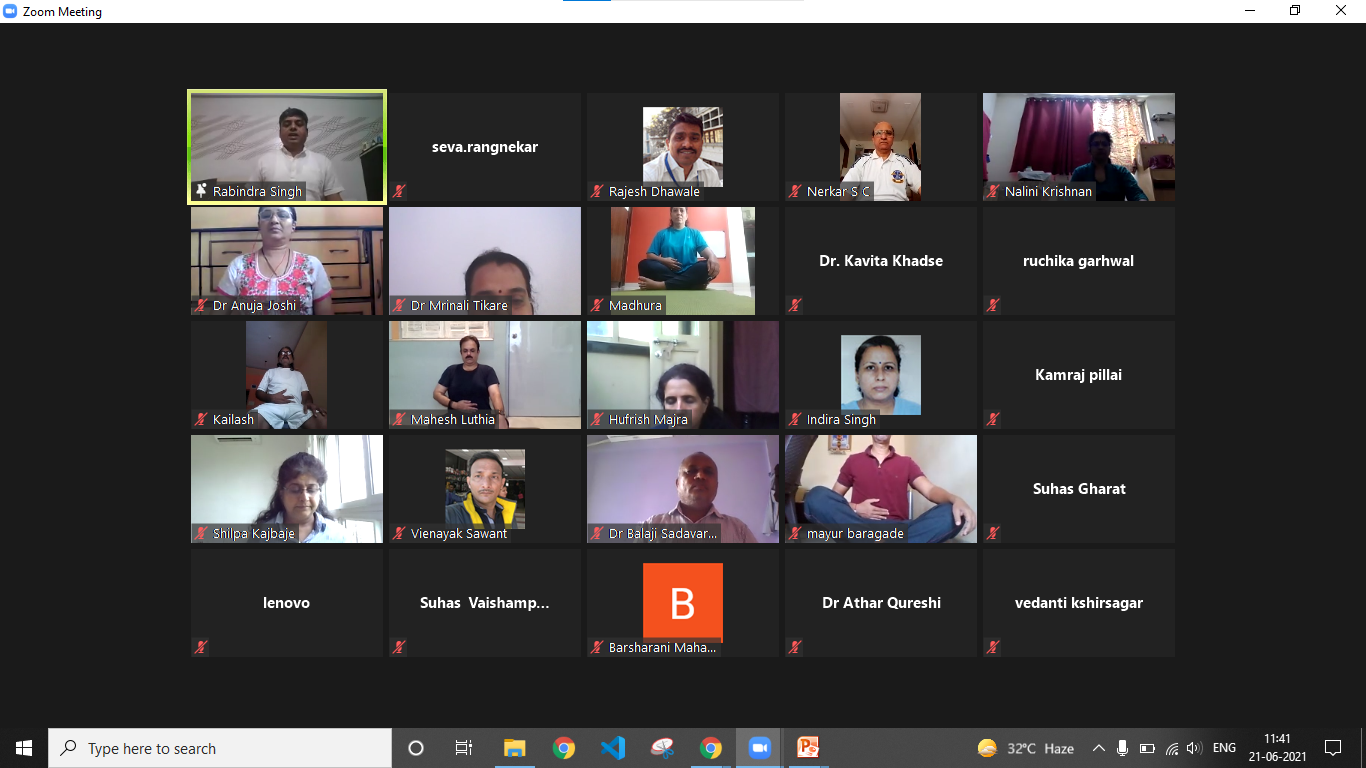 Zoom Meeting
Rabindra Singh
seva.rangnekar
Rajesh Dhawale
Nerkar S C
Nalini Krishnan
Dr Anuja Joshi
Dr Mrinali Tikare
Madhura
Dr. Kavita Khadse
ruchika garhwal
Kailash
Mahesh Luthia
Hufrish Majra
Indira Singh
Kamraj pillai
Shilpa Kajbaje
Vienayak Sawant
Dr Balaji Sadavar...
mayur baragade
Suhas Gharat
lenovo
Suhas Vaishamp...
B
Barsharani Maha...
Dr Athar Qureshi
vedanti kshirsagar
Type here to search
32°C Haze
ENG
11:41
21-06-2021